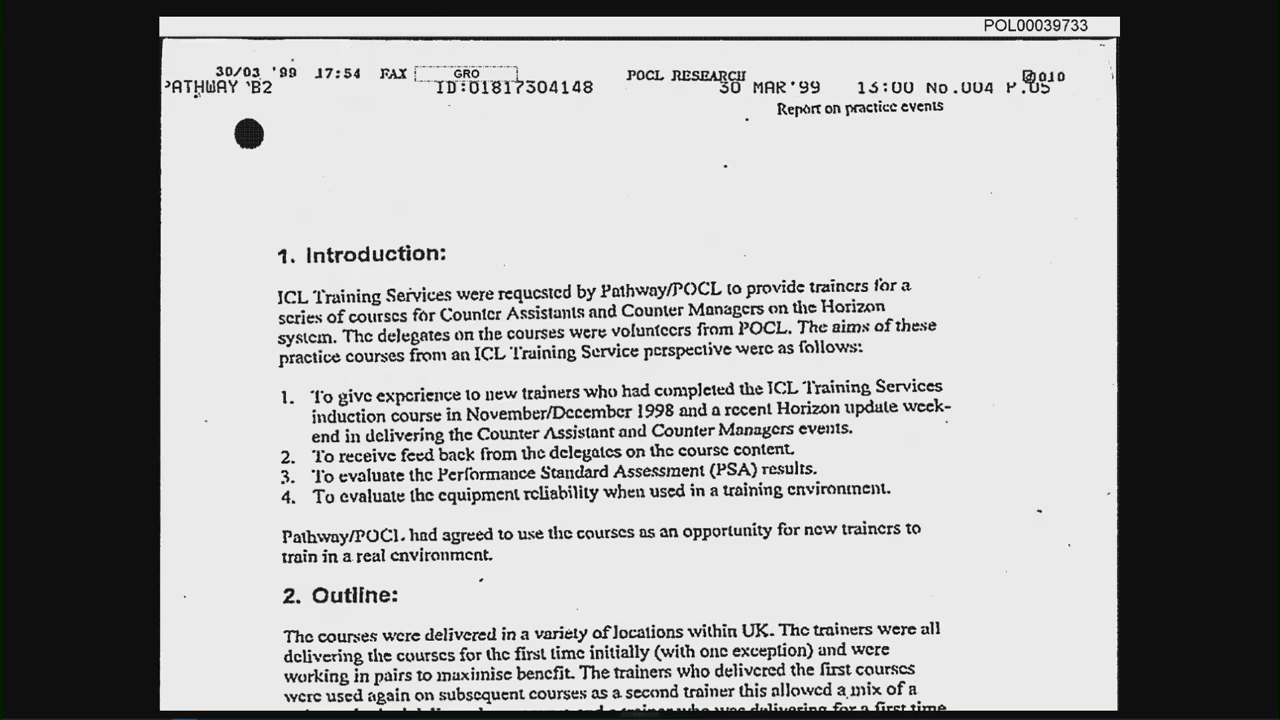 POL00039733
30/03 '99 17:54 FAX GRO POCL RESEARCH 010
PATHWAY 'B2 ID:01817304148 30 MAR'99 13:00 No.004 P.05
Report on practice events
1. Introduction:
ICL Training Services were requested by Pathway/POCL to provide trainers for a
series of courses for Counter Assistants and Counter Managers on the Horizon
system. The delegates on the courses were volunteers from POCL. The aims of these
practice courses from an ICL Training Service perspective were as follows:
1. To give experience to new trainers who had completed the ICL Training Services
induction course in November/December 1998 and a recent Horizon update week-
end in delivering the Counter Assistant and Counter Managers events.
2. To receive feed back from the delegates on the course content.
3. To evaluate the Performance Standard Assessment (PSA) results.
4. To evaluate the equipment reliability when used in a training environment.
Pathway/POCL had agreed to use the courses as an opportunity for new trainers to
train in a real environment.
2. Outline:
The courses were delivered in a variety of locations within UK. The trainers were all
delivering the courses for the first time initially (with one exception) and were
working in pairs to maximise benefit. The trainers who delivered the first courses
were used again on subsequent courses as a second trainer this allowed a mix of a
and a trainer who was delivering for a first time